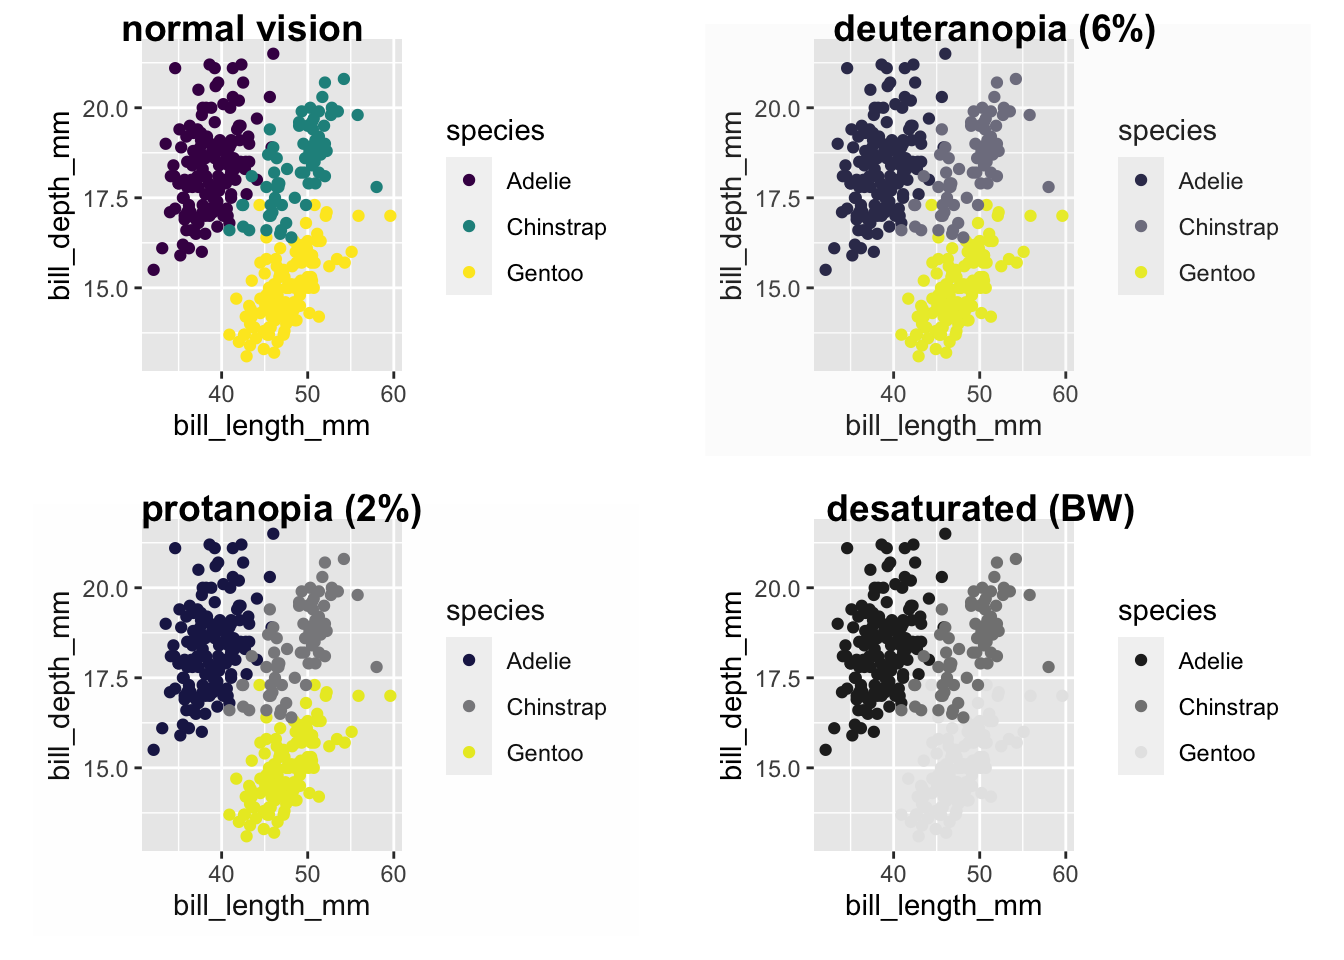 normal vision
bill_depth_mm
20.0
17.5
15.0
40 50 60
bill_length_mm
species
Adelie
Chinstrap
Gentoo
deuteranopia (6%)
bill_depth_mm
20.0
17.5
15.0
40 50 60
bill_length_mm
species
Adelie
Chinstrap
Gentoo
protanopia (2%)
bill_depth_mm
20.0
17.5
15.0
40 50 60
bill_length_mm
species
Adelie
Chinstrap
Gentoo
desaturated (BW)
bill_depth_mm
20.0
17.5
15.0
40 50 60
bill_length_mm
species
Adelie
Chinstrap
Gentoo